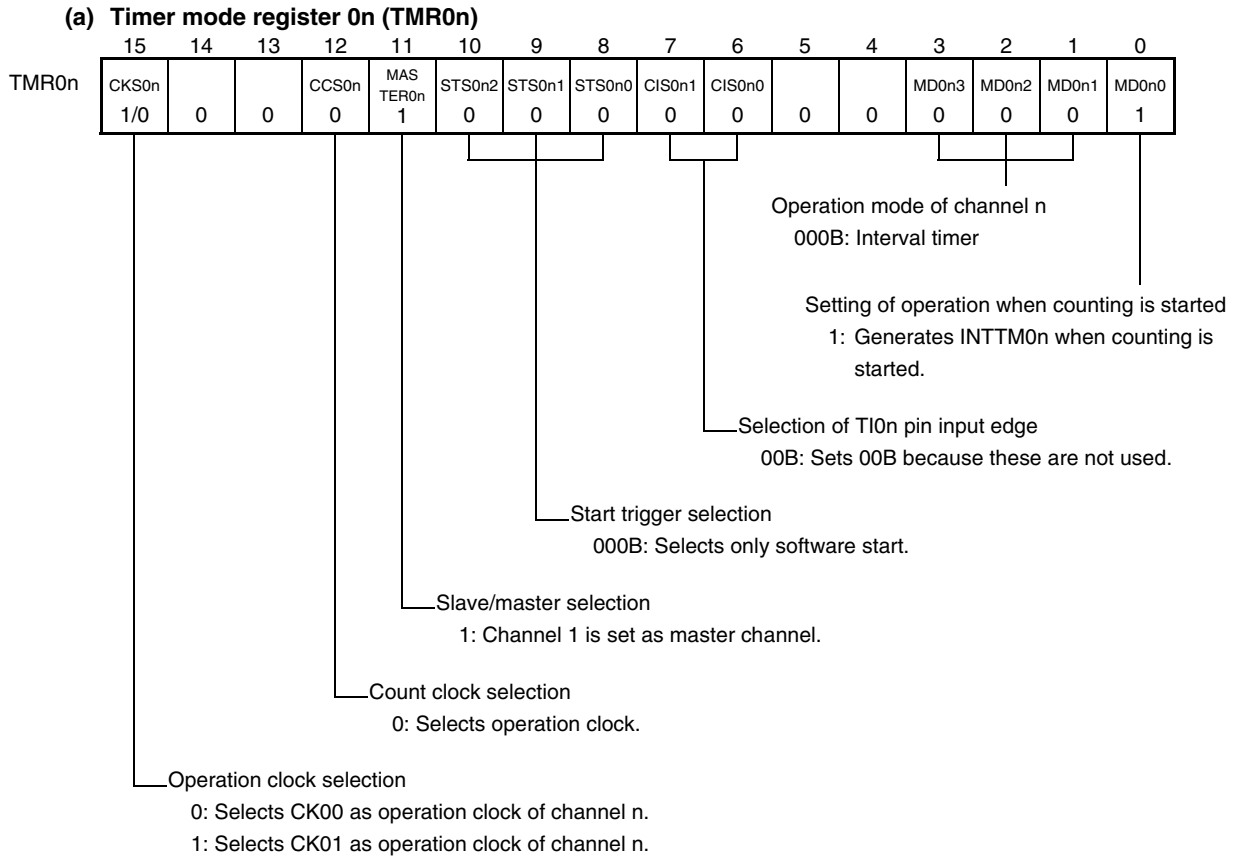 (a) Timer mode register 0n (TMR0n)
15 14 13 12 11 10 9 8 7 6 5 4 3 2 1 0
TMR0n
CKS0n CCS0n MAS TER0n STS0n2 STS0n1 STS0n0 CIS0n1 CIS0n0 MD0n3 MD0n2 MD0n1 MD0n0
1/0 0 0 0 1 0 0 0 0 0 0 0 0 0 0 1
Operation mode of channel n
000B: Interval timer
Setting of operation when counting is started
1: Generates INTTM0n when counting is
started.
Selection of TI0n pin input edge
00B: Sets 00B because these are not used.
Start trigger selection
000B: Selects only software start.
Slave/master selection
1: Channel 1 is set as master channel.
Count clock selection
0: Selects operation clock.
Operation clock selection
0: Selects CK00 as operation clock of channel n.
1: Selects CK01 as operation clock of channel n.